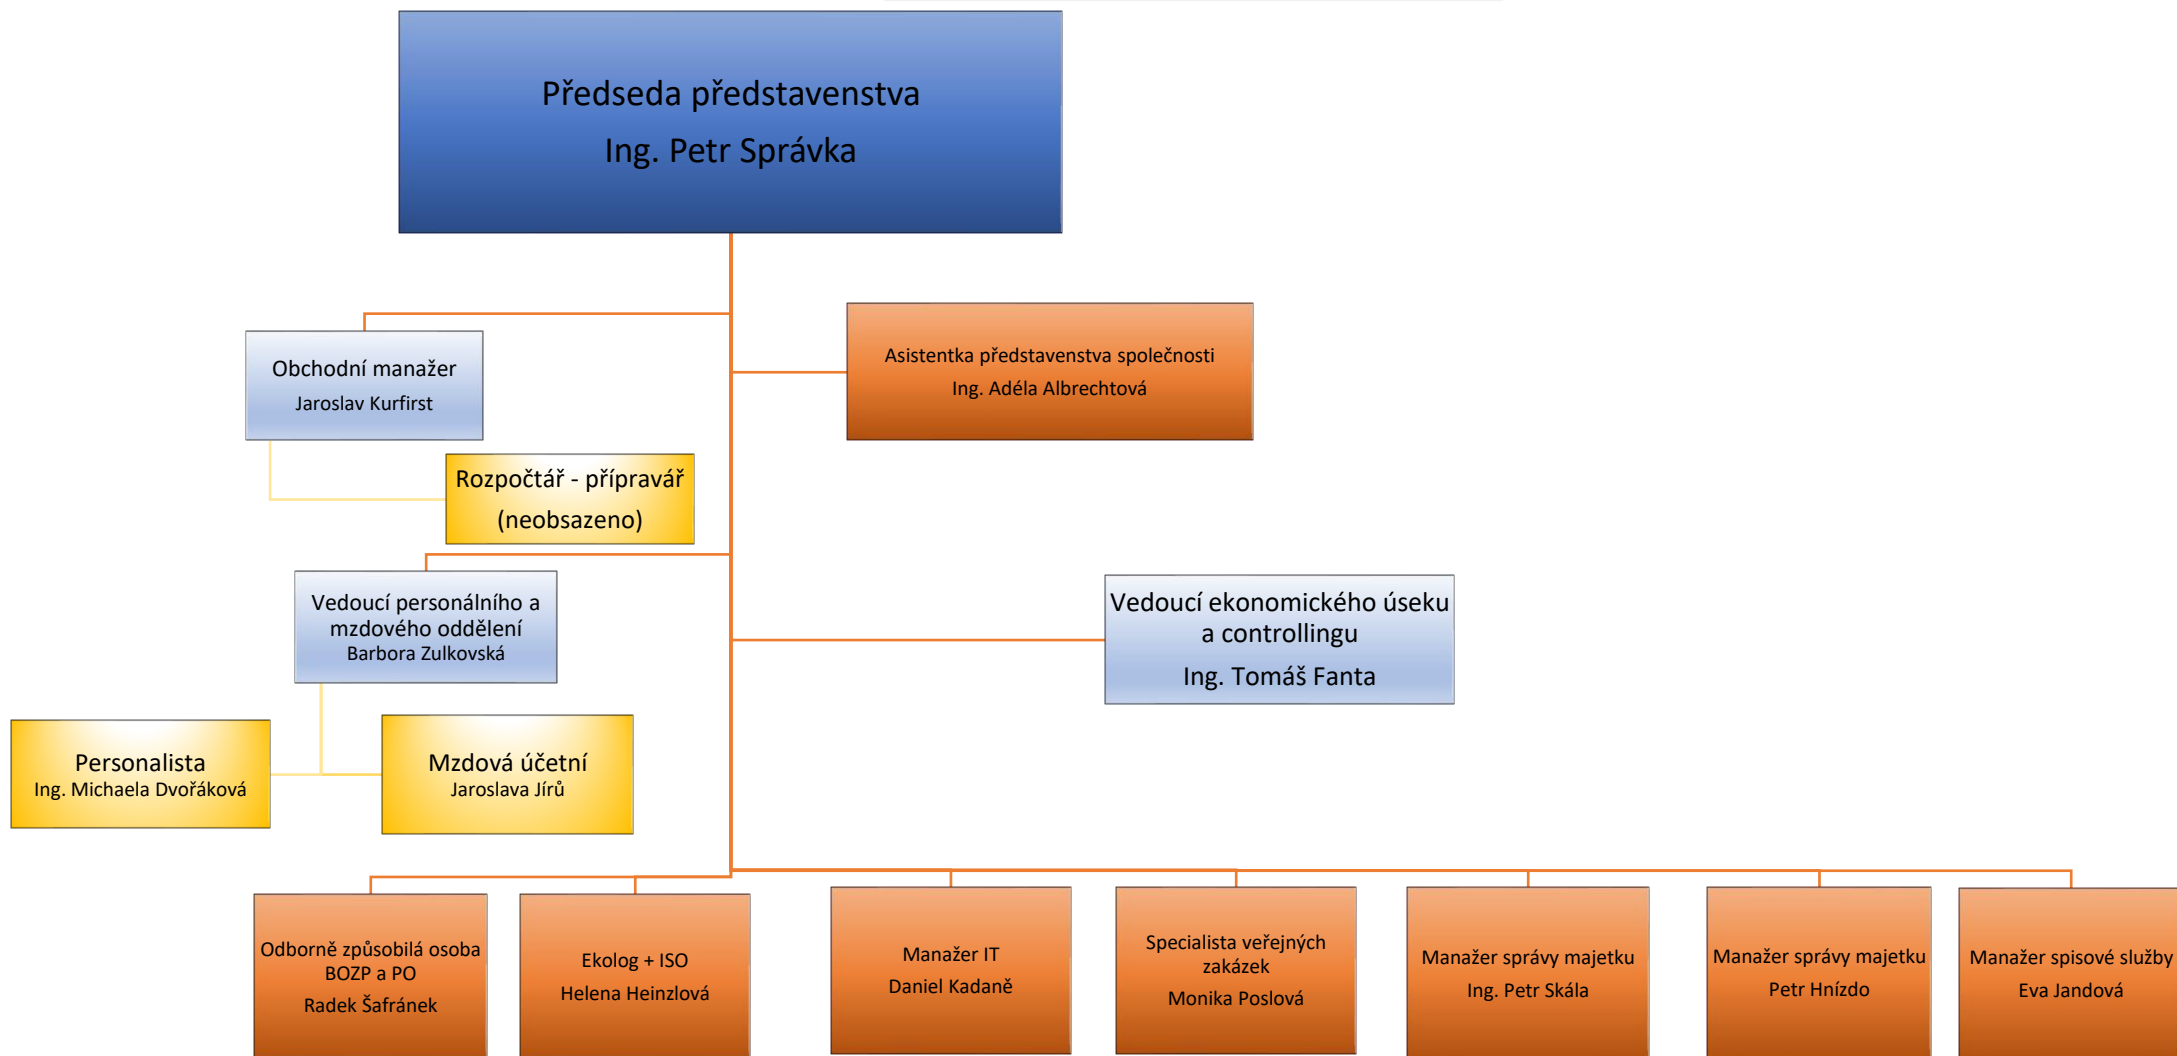 Předseda představenstva
Ing. Petr Správka
Obchodní manažer
Jaroslav Kurfirst
Asistentka představenstva společnosti
Ing. Adéla Albrechtová
Rozpočtář - přípravář
(neobsazeno)
Vedoucí personálního a
mzdového oddělení
Barbora Zulkovská
Vedoucí ekonomického úseku
a controllingu
Ing. Tomáš Fanta
Personalista
Ing. Michaela Dvořáková
Mzdová účetní
Jaroslava Jírů
Odborně způsobilá osoba
BOZP a PO
Radek Šafránek
Ekolog + ISO
Helena Heinzlová
Manažer IT
Daniel Kadaně
Specialista veřejných
zakázek
Monika Poslová
Manažer správy majetku
Ing. Petr Skála
Manažer správy majetku
Petr Hnízdo
Manažer spisové služby
Eva Jandová